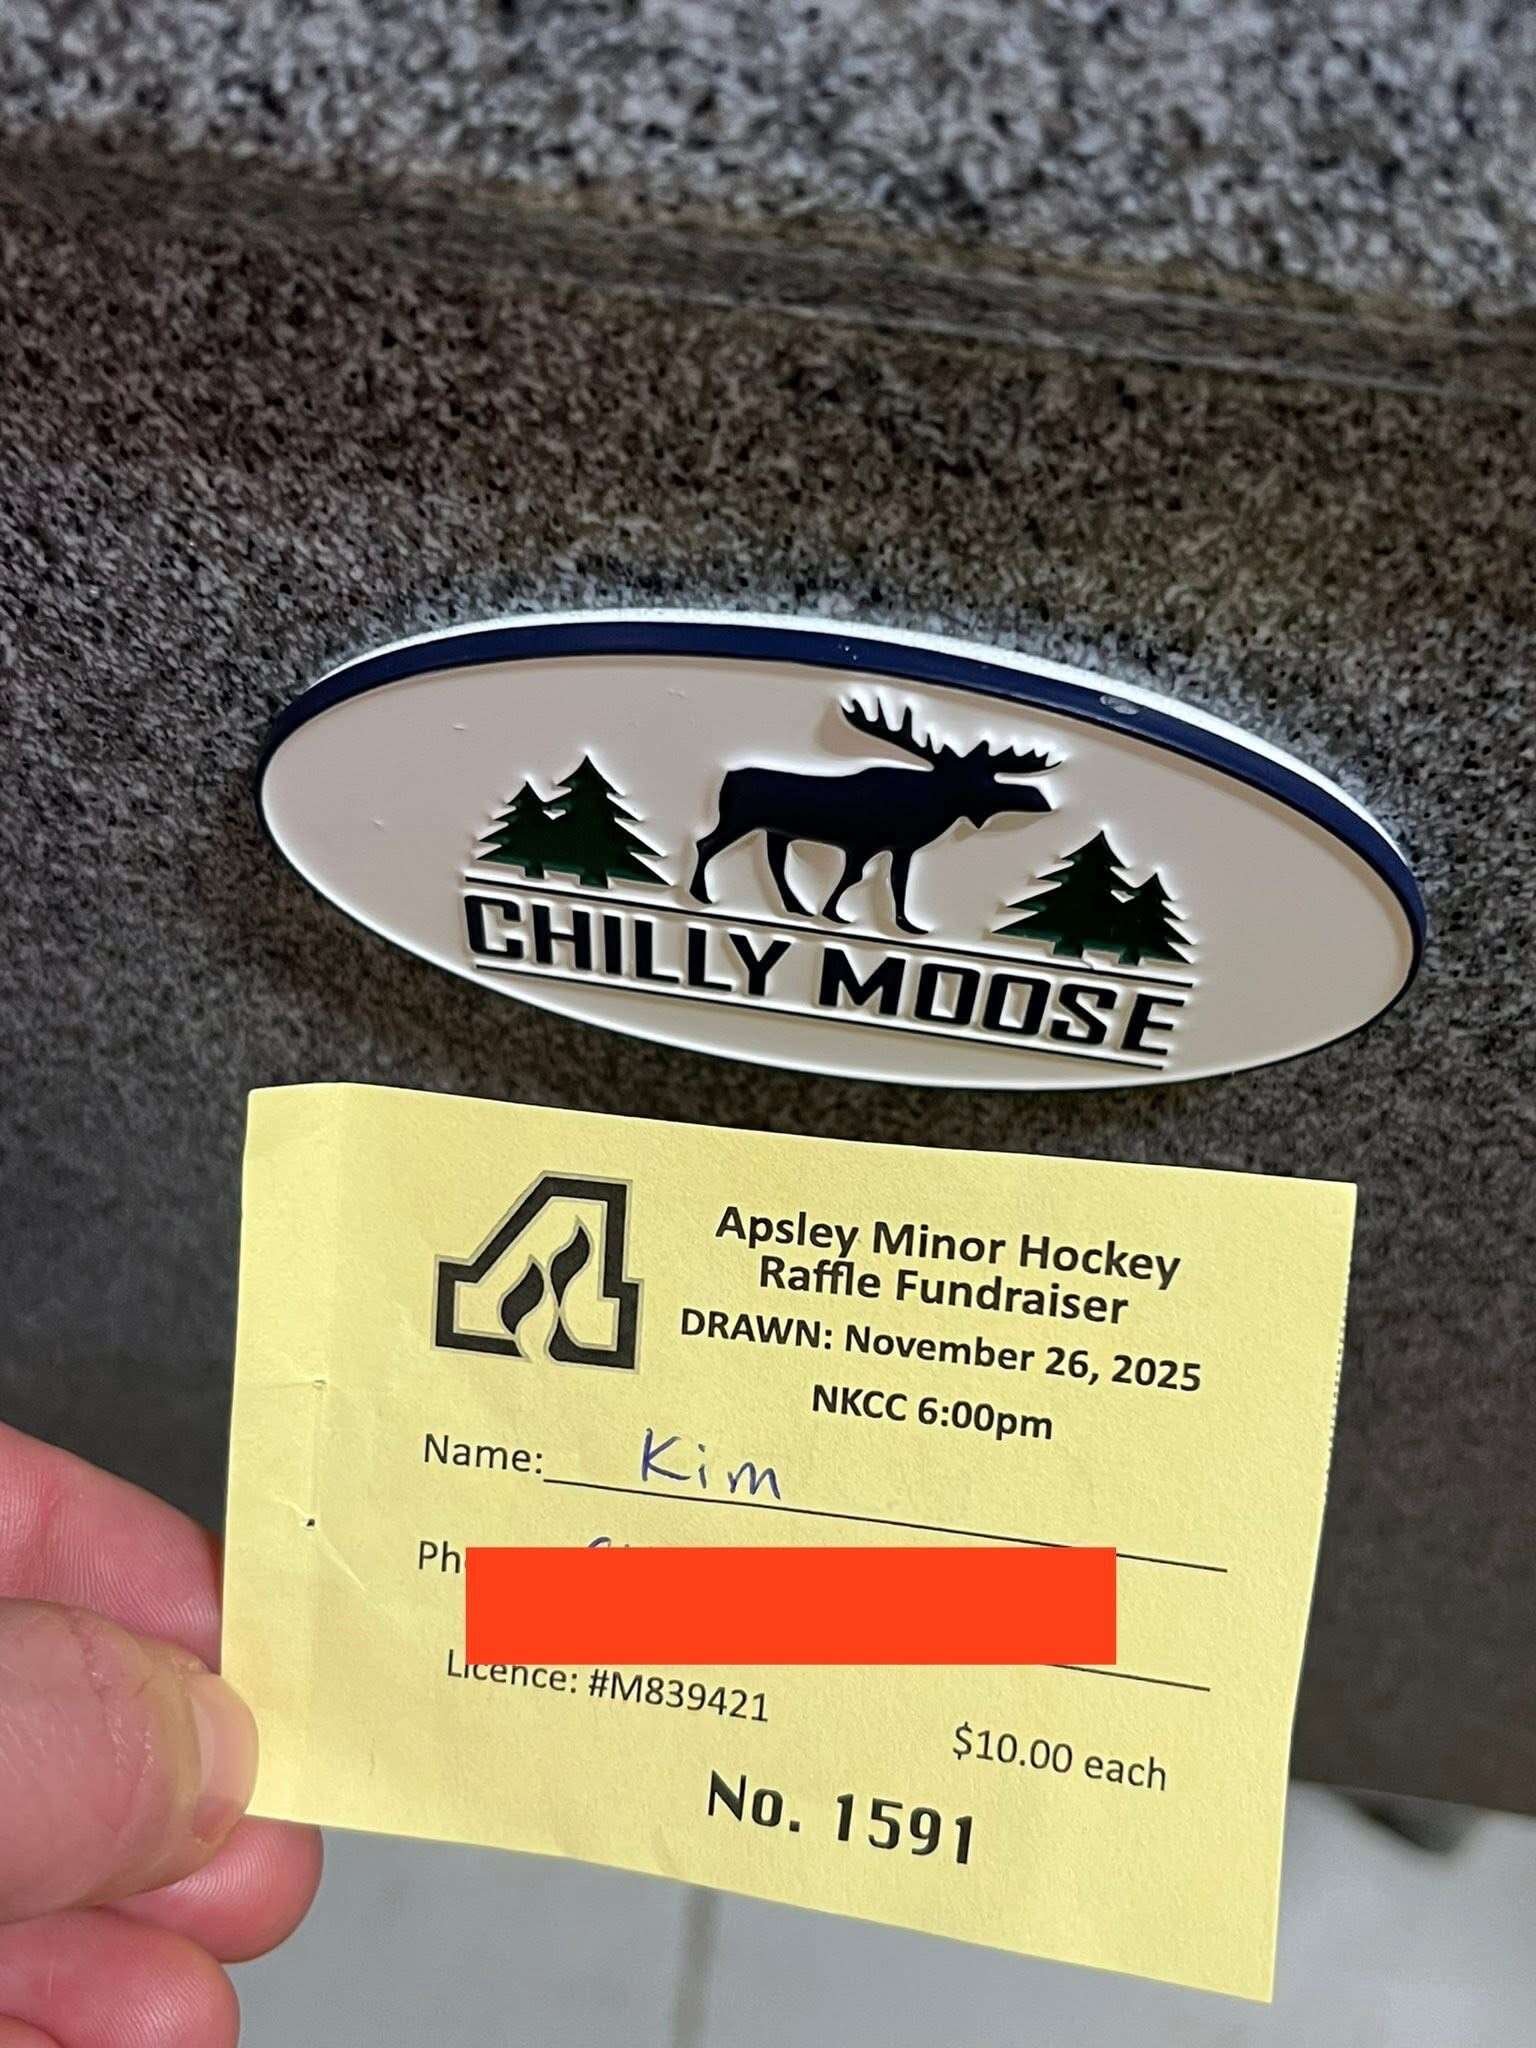 CHILLY MOOSE
Apsley Minor Hockey
Raffle Fundraiser
DRAWN: November 26, 2025
NKCC 6:00pm
Name: Kim
Licence: #M839421
$10.00 each
No. 1591